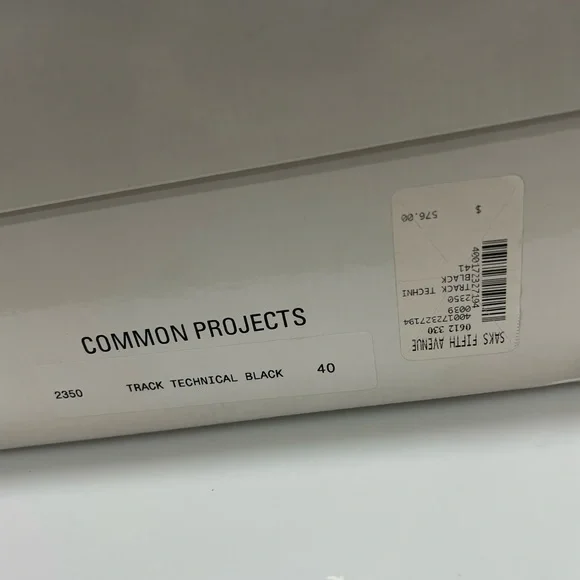 COMMON PROJECTS
2350 TRACK TECHNICAL BLACK 40
SAKS FIFTH AVENUE
0612 330
400172327194
0039
2350
TRACK TECHNI
BLACK
41
400172327194
$ 576.00